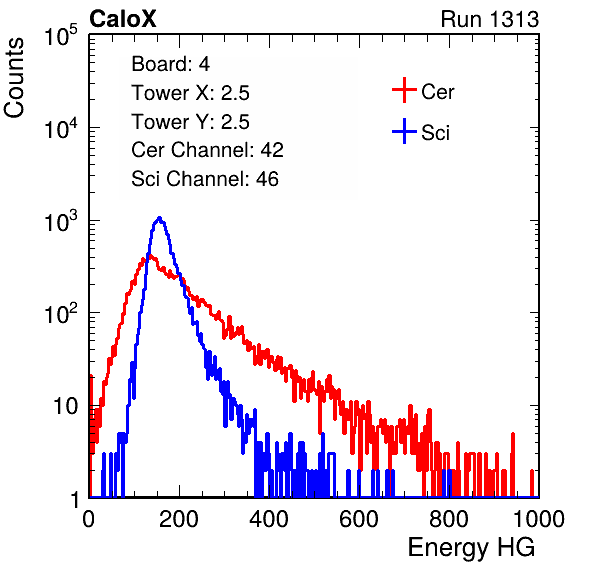 CaloX Run 1313
Counts
Board: 4
Tower X: 2.5
Tower Y: 2.5
Cer Channel: 42
Sci Channel: 46
Cer
Sci
10^5
10^4
10^3
10^2
10
1
0 200 400 600 800 1000
Energy HG